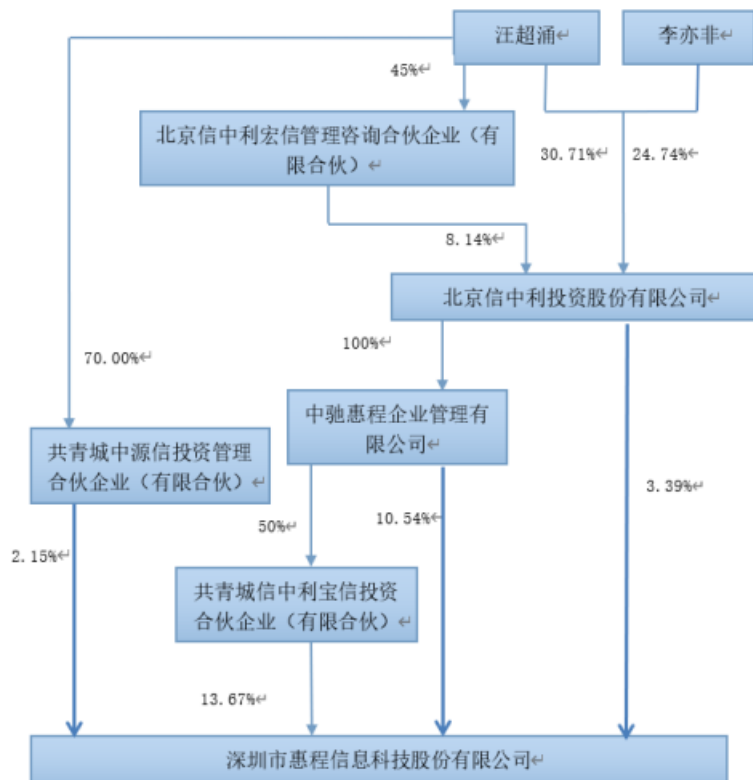 汪超涌↵
李亦非↵
45%↵
北京信中利宏信管理咨询合伙企业（有
限合伙）↵
30.71%↵
24.74%↵
8.14%↵
北京信中利投资股份有限公司↵
70.00%↵
100%↵
中驰惠程企业管理有
限公司↵
共青城中源信投资管理
合伙企业（有限合伙）↵
3.39%↵
2.15%↵
50%↵
10.54%↵
共青城信中利宝信投资
合伙企业（有限合伙）↵
13.67%↵
深圳市惠程信息科技股份有限公司↵